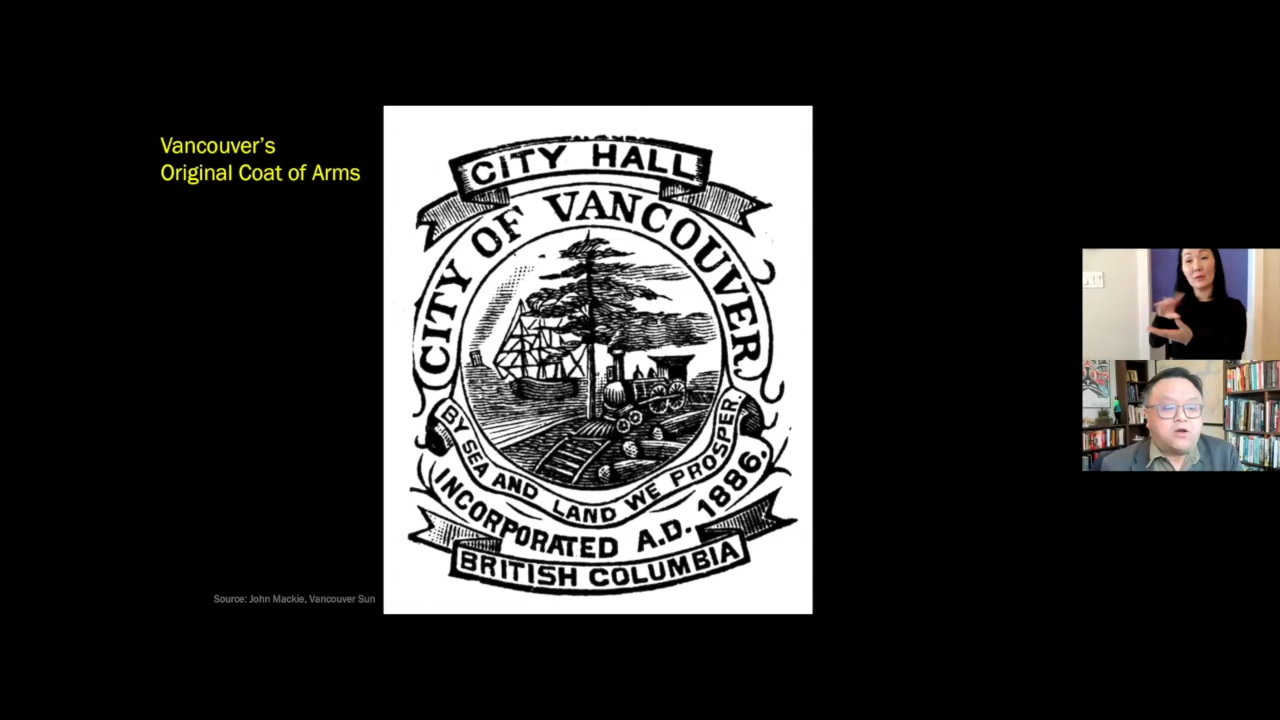 Vancouver's
Original Coat of Arms
CITY HALL
CITY OF VANCOUVER
BY SEA AND LAND WE PROSPER.
INCORPORATED A.D. 1886.
BRITISH COLUMBIA
Source: John Mackie, Vancouver Sun